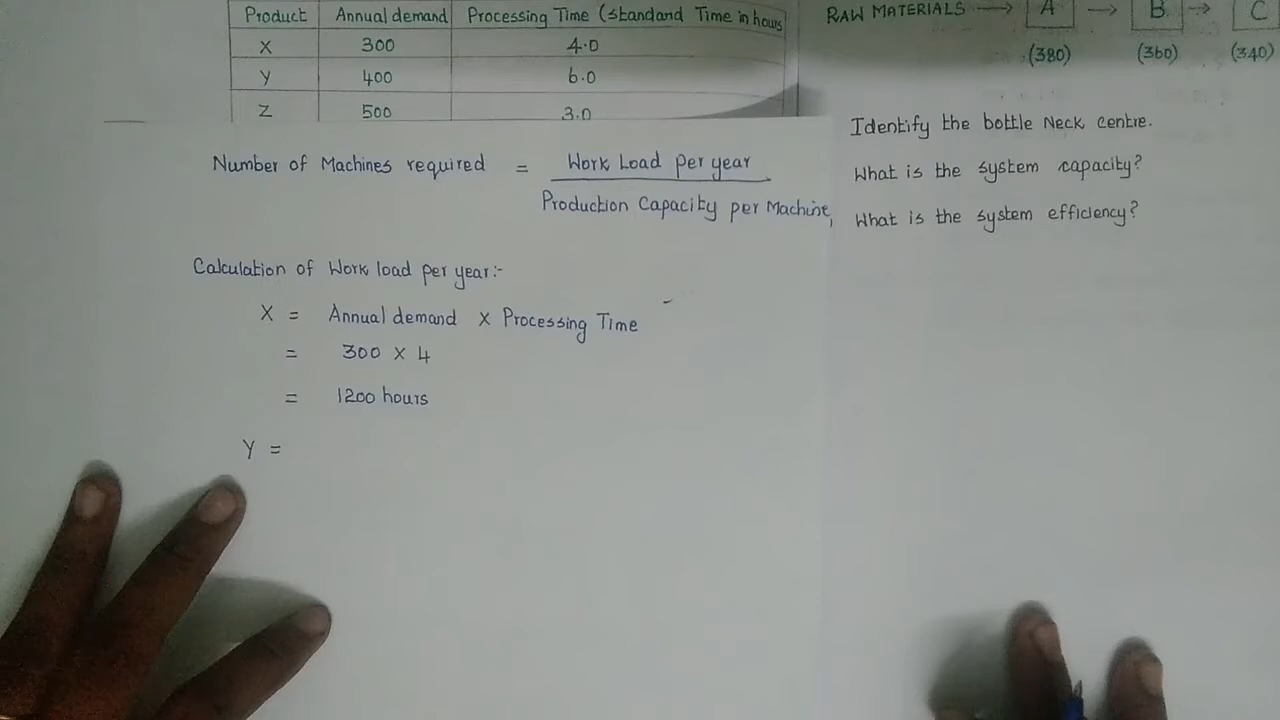 Product Annual demand Processing Time (Standard Time in hours
X 300 4.0
Y 400 6.0
Z 500 3.0
Number of Machines required = Work Load per year
Production Capacity per Machine,
Calculation of Work load per year:-
X = Annual demand X Processing Time
= 300 X 4
= 1200 hours
Y =
RAW MATERIALS → A → B → C
(380) (360) (340)
Identify the bottle Neck centre.
What is the system capacity?
What is the system efficiency?